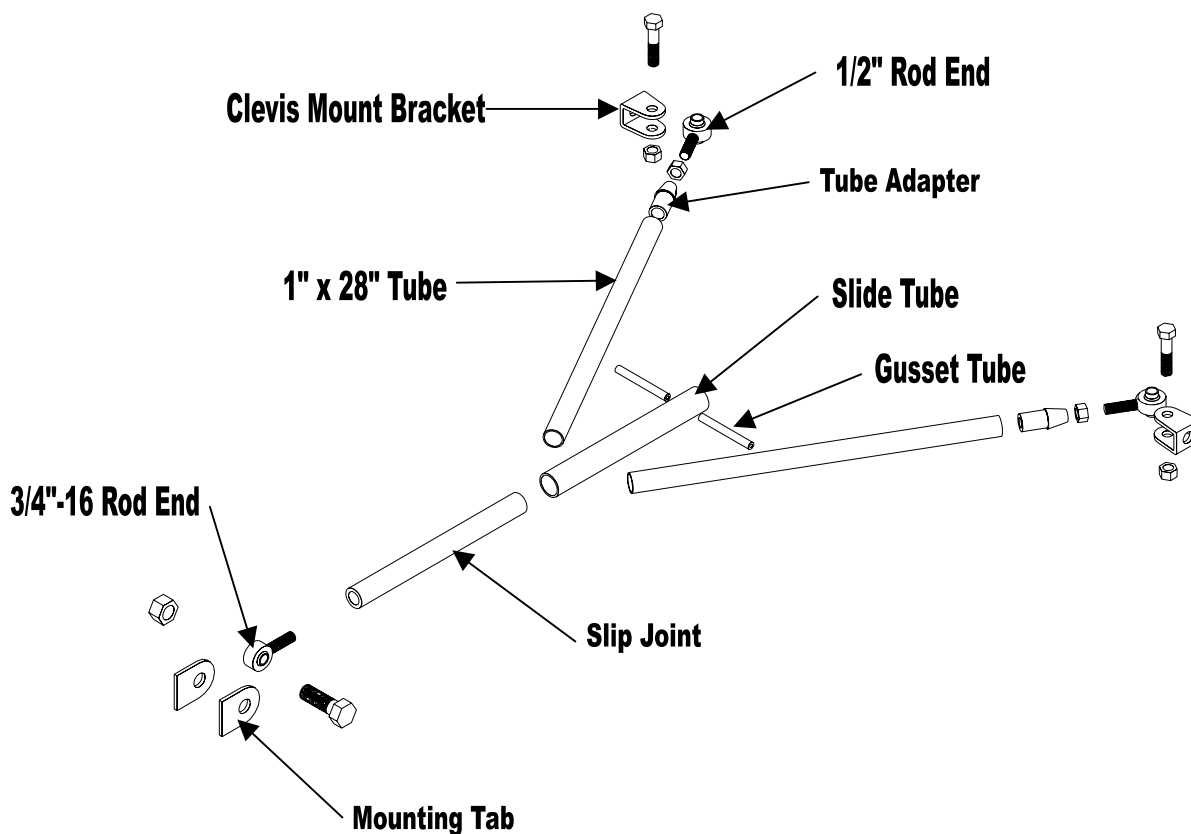 1/2" Rod End
Clevis Mount Bracket
Tube Adapter
1" x 28" Tube
Slide Tube
Gusset Tube
3/4"-16 Rod End
Slip Joint
Mounting Tab